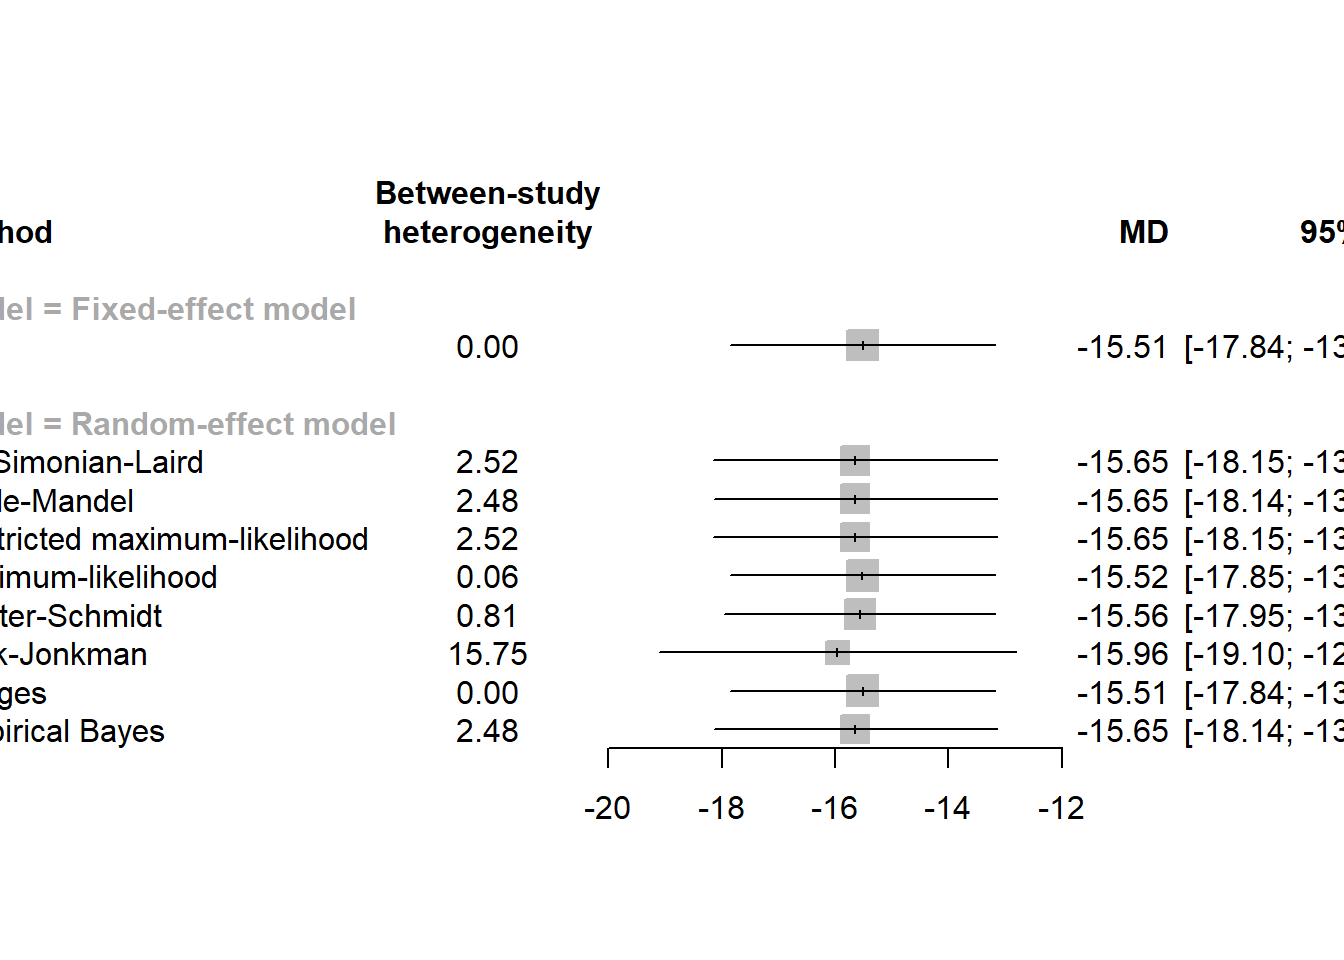 Between-study
hod heterogeneity MD 95%
del = Fixed-effect model
0.00 -15.51 [-17.84; -13
del = Random-effect model
Simonian-Laird 2.52 -15.65 [-18.15; -13
le-Mandel 2.48 -15.65 [-18.14; -13
tricted maximum-likelihood 2.52 -15.65 [-18.15; -13
imum-likelihood 0.06 -15.52 [-17.85; -13
ter-Schmidt 0.81 -15.56 [-17.95; -13
k-Jonkman 15.75 -15.96 [-19.10; -12
ges 0.00 -15.51 [-17.84; -13
pirical Bayes 2.48 -15.65 [-18.14; -13
-20 -18 -16 -14 -12